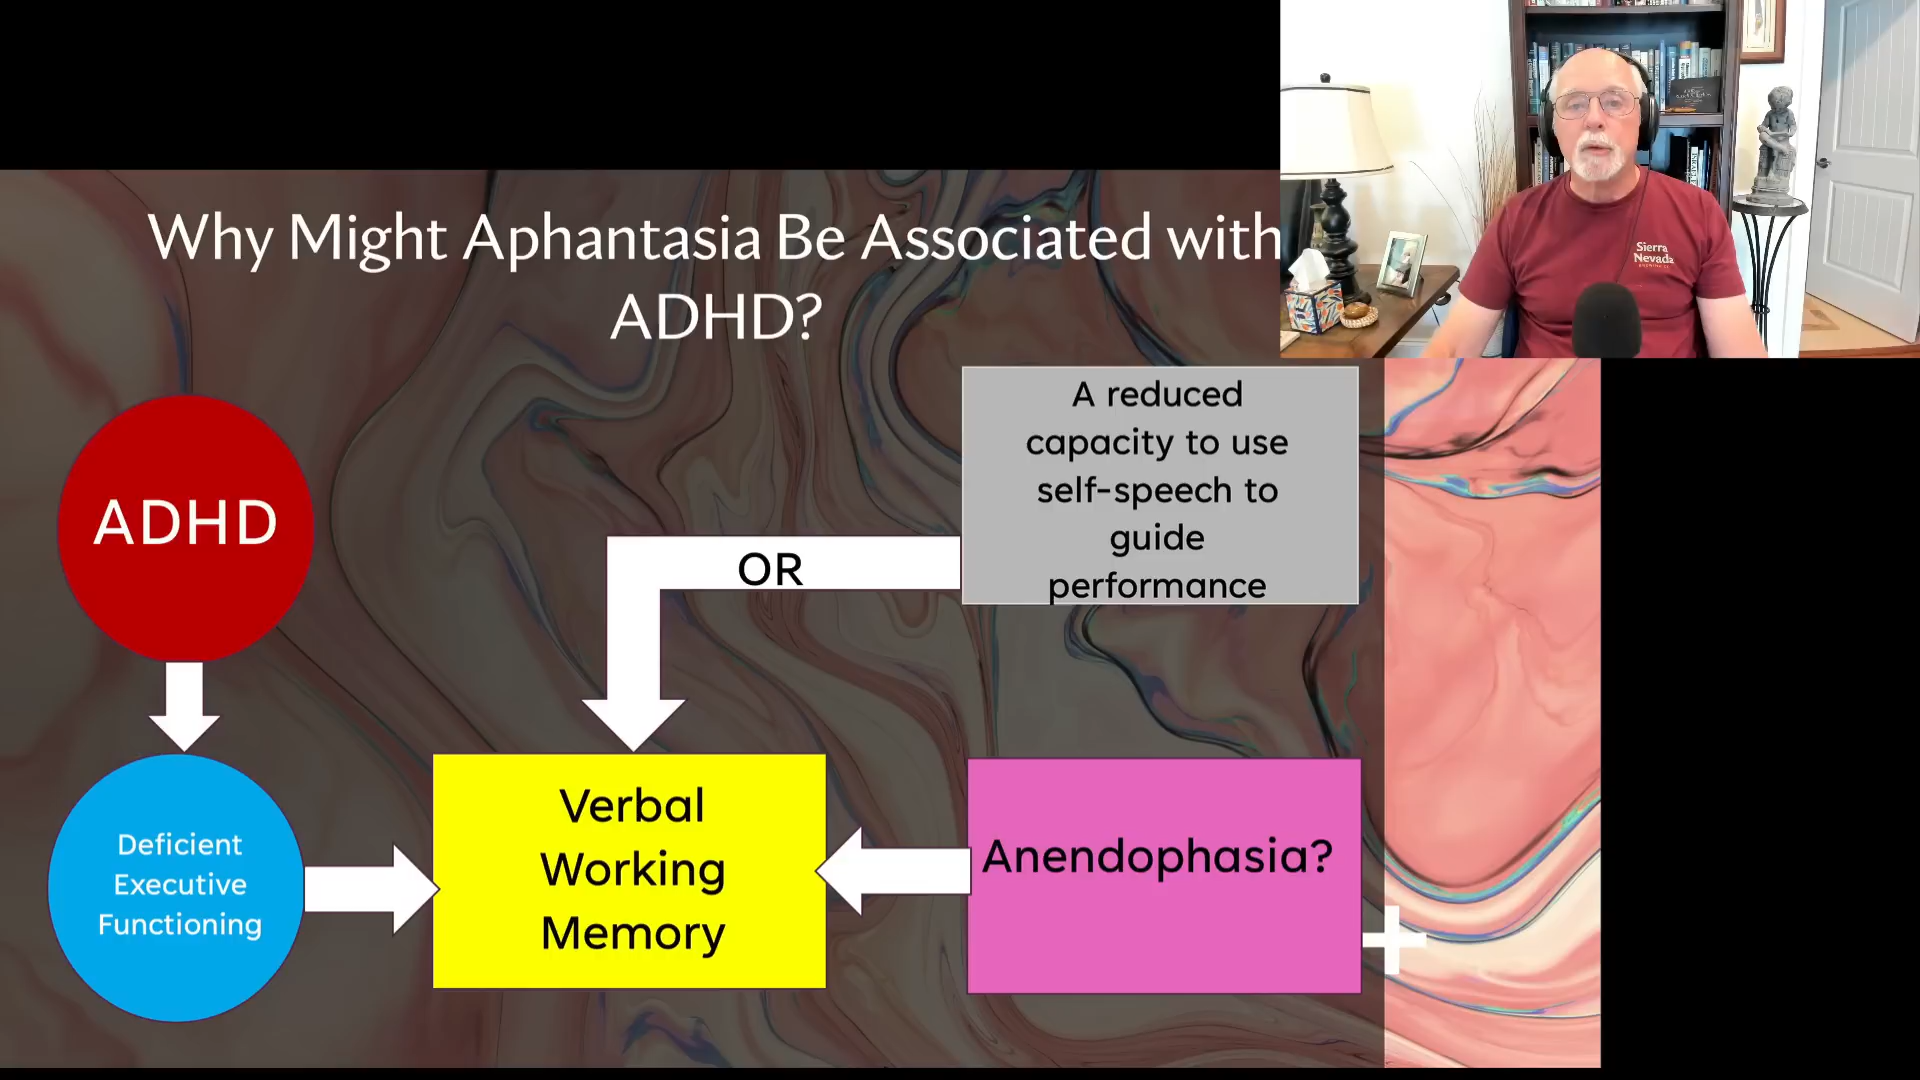 Why Might Aphantasia Be Associated with
ADHD?
Sierra
Nevada
A reduced
capacity to use
self-speech to
guide
performance
ADHD
OR
Deficient
Executive
Functioning
Verbal
Working
Memory
Anendophasia?